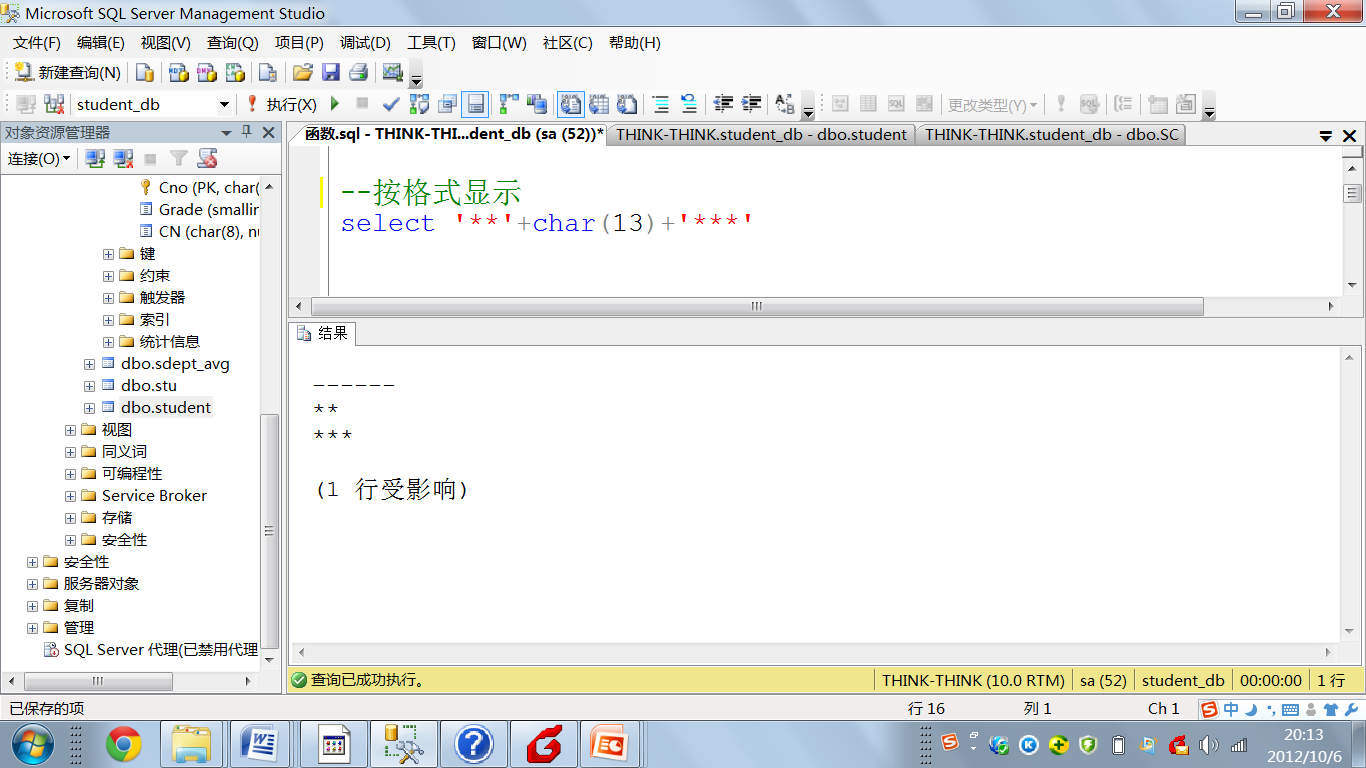 Microsoft SQL Server Management Studio
文件(F) 编辑(E) 视图(V) 查询(Q) 项目(P) 调试(D) 工具(T) 窗口(W) 社区(C) 帮助(H)
新建查询(N)
student_db 执行(X) 更改类型(Y)
对象资源管理器
连接(O)
Cno (PK, char(
Grade (smallin
CN (char(8), nu
键
约束
触发器
索引
统计信息
dbo.sdept_avg
dbo.stu
dbo.student
视图
同义词
可编程性
Service Broker
存储
安全性
安全性
服务器对象
复制
管理
SQL Server 代理(已禁用代理
函数.sql - THINK-THI...dent_db (sa (52))* THINK-THINK.student_db - dbo.student THINK-THINK.student_db - dbo.SC
--按格式显示
select '**'+char(13)+'***'
结果
------
**
***
(1 行受影响)
查询已成功执行。 THINK-THINK (10.0 RTM) sa (52) student_db 00:00:00 1 行
已保存的项 行 16 列 1 Ch 1 中
20:13
2012/10/6